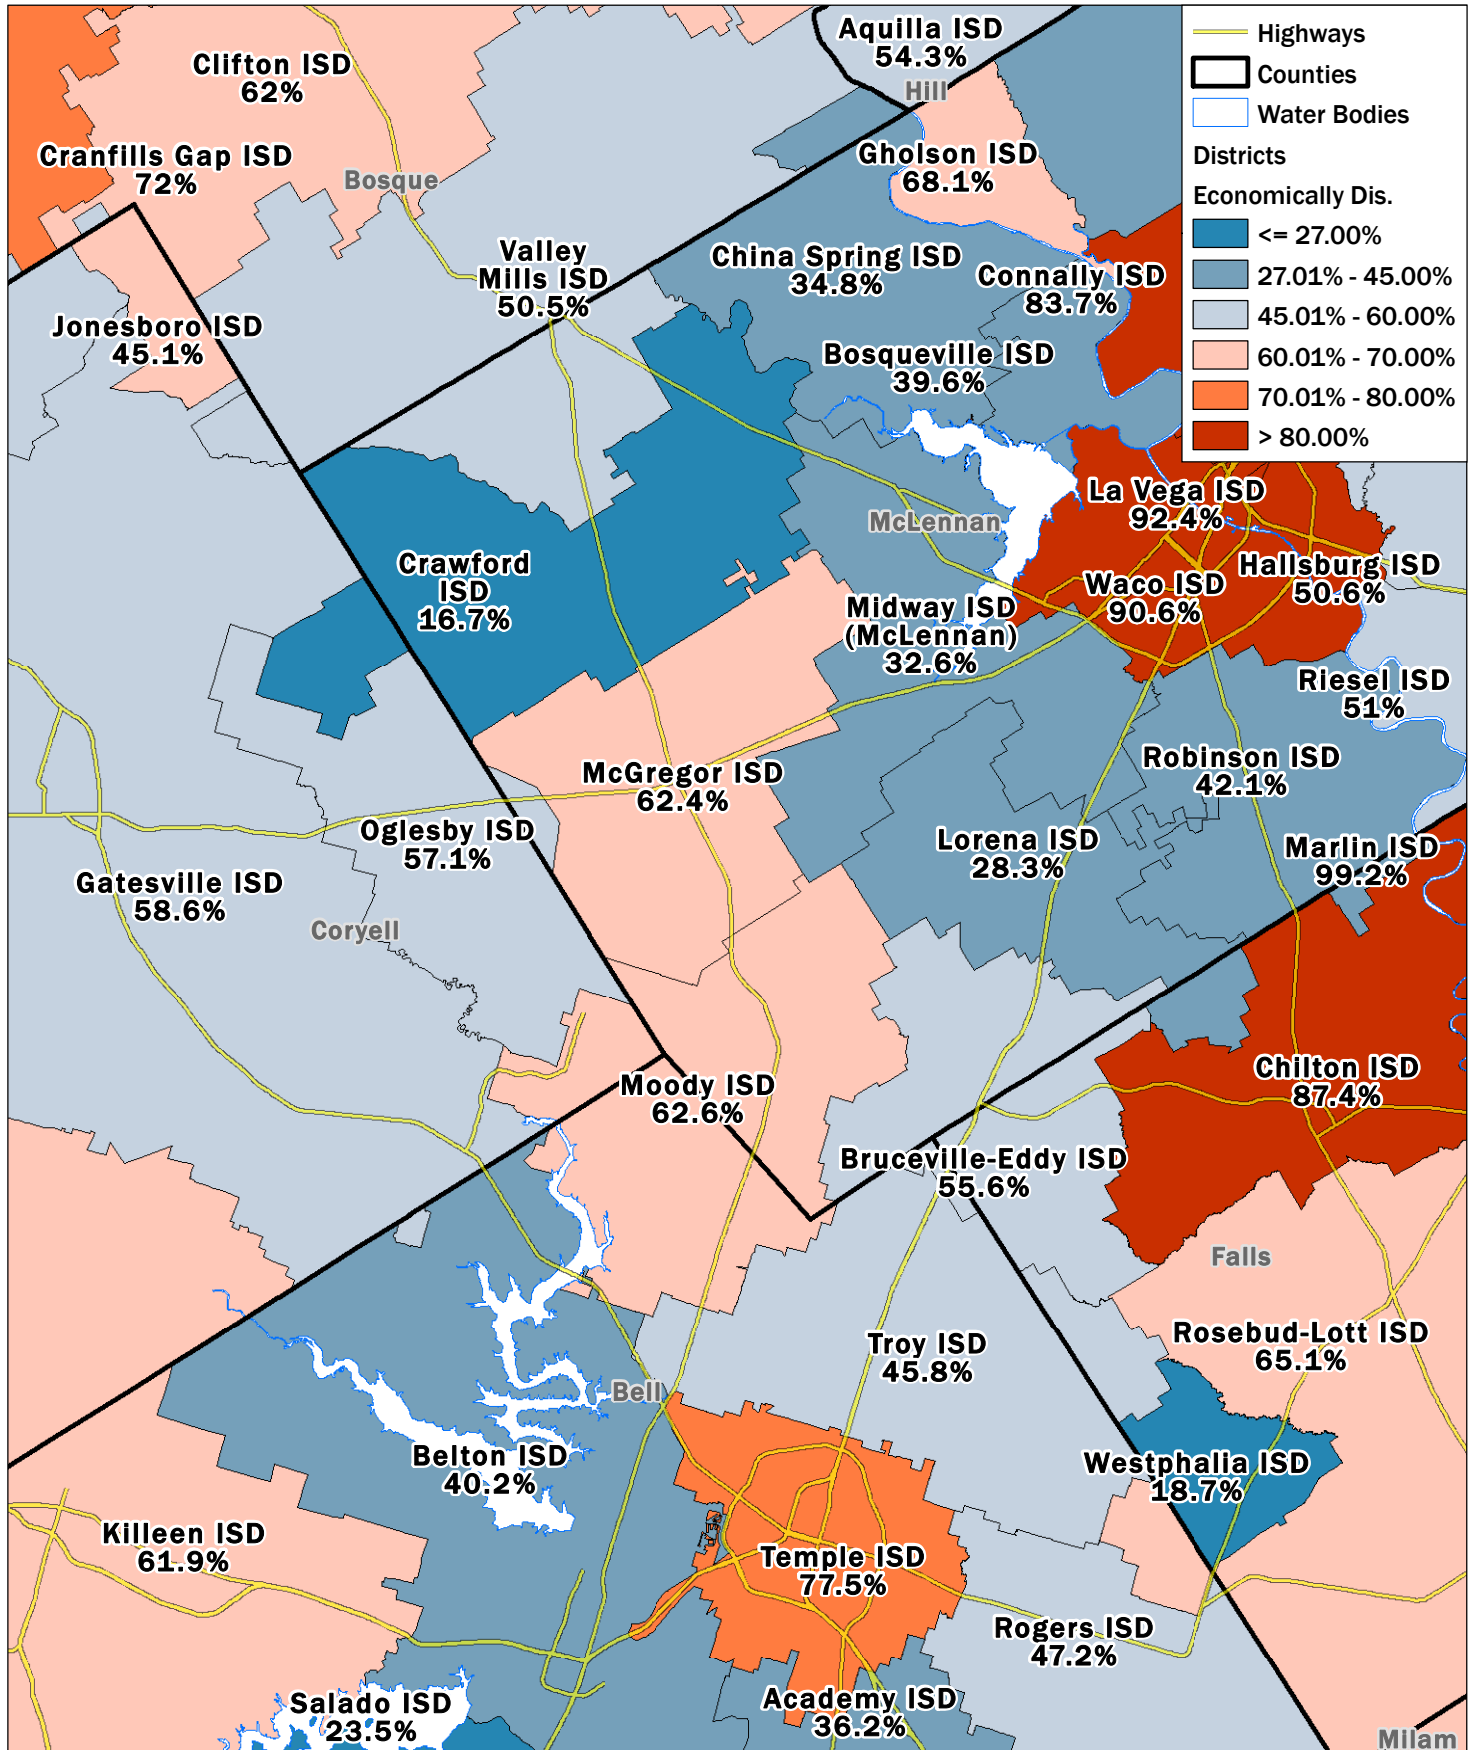 Aquilla ISD
54.3%
Hill
Highways
Counties
Water Bodies
Districts
Economically Dis.
<= 27.00%
27.01% - 45.00%
45.01% - 60.00%
60.01% - 70.00%
70.01% - 80.00%
> 80.00%
Clifton ISD
62%
Cranfills Gap ISD
72%
Bosque
Gholson ISD
68.1%
Valley
Mills ISD
50.5%
China Spring ISD
34.8%
Connally ISD
83.7%
Jonesboro ISD
45.1%
Bosqueville ISD
39.6%
La Vega ISD
92.4%
McLennan
Crawford
ISD
16.7%
Hallsburg ISD
50.6%
Waco ISD
90.6%
Midway ISD
(McLennan)
32.6%
Riesel ISD
51%
McGregor ISD
62.4%
Robinson ISD
42.1%
Oglesby ISD
57.1%
Lorena ISD
28.3%
Marlin ISD
99.2%
Gatesville ISD
58.6%
Coryell
Moody ISD
62.6%
Chilton ISD
87.4%
Bruceville-Eddy ISD
55.6%
Falls
Troy ISD
45.8%
Rosebud-Lott ISD
65.1%
Bell
Belton ISD
40.2%
Westphalia ISD
18.7%
Killeen ISD
61.9%
Temple ISD
77.5%
Rogers ISD
47.2%
Salado ISD
23.5%
Academy ISD
36.2%
Milam